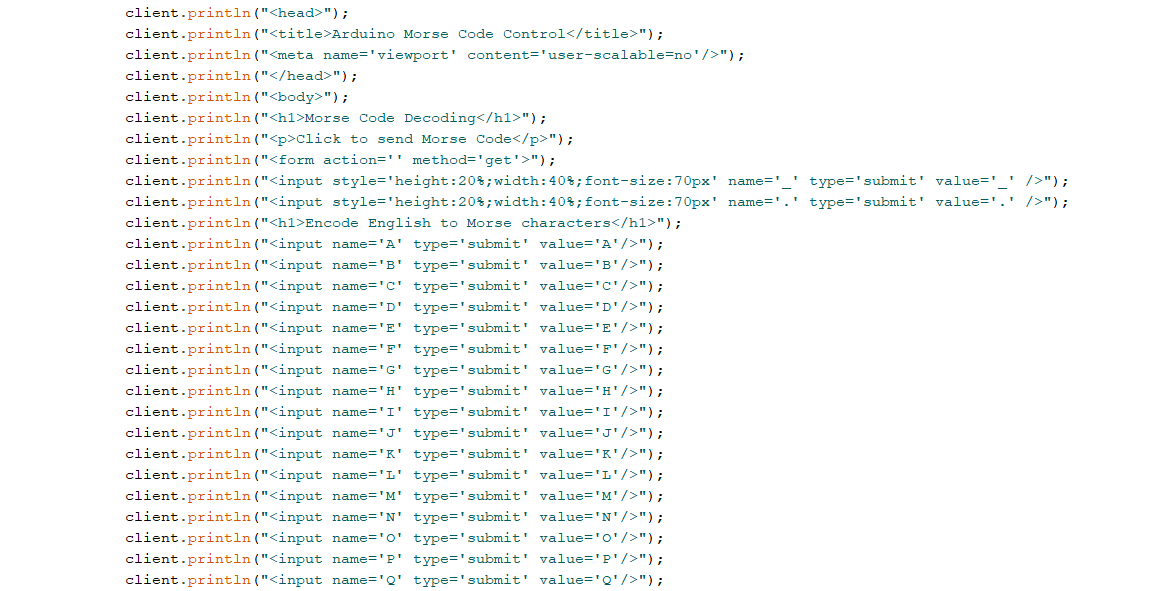 client.println("<head>");
client.println("<title>Arduino Morse Code Control</title>");
client.println("<meta name='viewport' content='user-scalable=no'/>");
client.println("</head>");
client.println("<body>");
client.println("<h1>Morse Code Decoding</h1>");
client.println("<p>Click to send Morse Code</p>");
client.println("<form action='' method='get'>");
client.println("<input style='height:20%;width:40%;font-size:70px' name='_' type='submit' value='_' />");
client.println("<input style='height:20%;width:40%;font-size:70px' name='.' type='submit' value='.' />");
client.println("<h1>Encode English to Morse characters</h1>");
client.println("<input name='A' type='submit' value='A'/>");
client.println("<input name='B' type='submit' value='B'/>");
client.println("<input name='C' type='submit' value='C'/>");
client.println("<input name='D' type='submit' value='D'/>");
client.println("<input name='E' type='submit' value='E'/>");
client.println("<input name='F' type='submit' value='F'/>");
client.println("<input name='G' type='submit' value='G'/>");
client.println("<input name='H' type='submit' value='H'/>");
client.println("<input name='I' type='submit' value='I'/>");
client.println("<input name='J' type='submit' value='J'/>");
client.println("<input name='K' type='submit' value='K'/>");
client.println("<input name='L' type='submit' value='L'/>");
client.println("<input name='M' type='submit' value='M'/>");
client.println("<input name='N' type='submit' value='N'/>");
client.println("<input name='O' type='submit' value='O'/>");
client.println("<input name='P' type='submit' value='P'/>");
client.println("<input name='Q' type='submit' value='Q'/>");